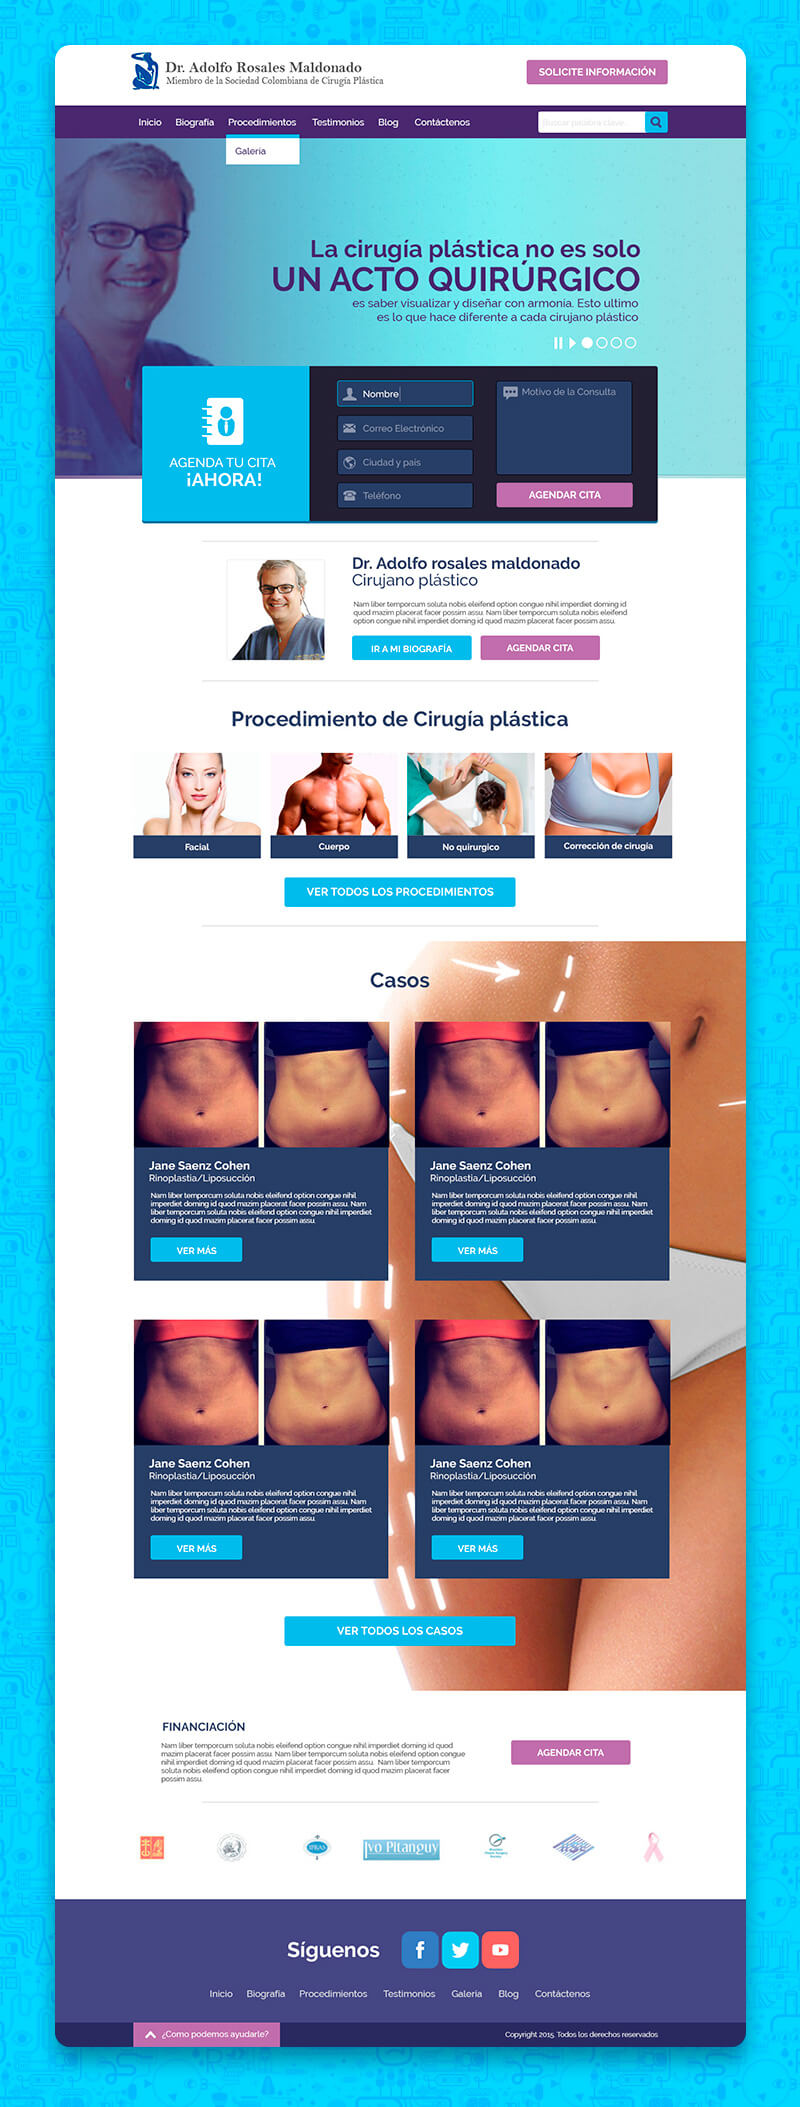 Dr. Adolfo Rosales Maldonado
Miembro de la Sociedad Colombiana de Cirugía Plástica
SOLICITE INFORMACIÓN
Inicio Biografía Procedimientos Testimonios Blog Contáctenos
Buscar palabra clave...
Galería
La cirugía plástica no es solo
UN ACTO QUIRÚRGICO
es saber visualizar y diseñar con armonía. Esto ultimo
es lo que hace diferente a cada cirujano plástico
AGENDA TU CITA
¡AHORA!
Nombre
Correo Electrónico
Ciudad y país
Teléfono
Motivo de la Consulta
AGENDAR CITA
Dr. Adolfo rosales maldonado
Cirujano plástico
Nam liber temporcum soluta nobis eleifend option congue nihil imperdiet doming id
quod mazim placerat facer possim assu. Nam liber temporcum soluta nobis eleifend
option congue nihil imperdiet doming id quod mazim placerat facer possim assu.
IR A MI BIOGRAFÍA
AGENDAR CITA
Procedimiento de Cirugía plástica
Facial
Cuerpo
No quirurgico
Corrección de cirugía
VER TODOS LOS PROCEDIMIENTOS
Casos
Jane Saenz Cohen
Rinoplastia/Liposucción
Nam liber temporcum soluta nobis eleifend option congue nihil
imperdiet doming id quod mazim placerat facer possim assu. Nam
liber temporcum soluta nobis eleifend option congue nihil imperdiet
doming id quod mazim placerat facer possim assu.
VER MÁS
Jane Saenz Cohen
Rinoplastia/Liposucción
Nam liber temporcum soluta nobis eleifend option congue nihil
imperdiet doming id quod mazim placerat facer possim assu. Nam
liber temporcum soluta nobis eleifend option congue nihil imperdiet
doming id quod mazim placerat facer possim assu.
VER MÁS
Jane Saenz Cohen
Rinoplastia/Liposucción
Nam liber temporcum soluta nobis eleifend option congue nihil
imperdiet doming id quod mazim placerat facer possim assu. Nam
liber temporcum soluta nobis eleifend option congue nihil imperdiet
doming id quod mazim placerat facer possim assu.
VER MÁS
Jane Saenz Cohen
Rinoplastia/Liposucción
Nam liber temporcum soluta nobis eleifend option congue nihil
imperdiet doming id quod mazim placerat facer possim assu. Nam
liber temporcum soluta nobis eleifend option congue nihil imperdiet
doming id quod mazim placerat facer possim assu.
VER MÁS
VER TODOS LOS CASOS
FINANCIACIÓN
Nam liber temporcum soluta nobis eleifend option congue nihil imperdiet doming id quod
mazim placerat facer possim assu. Nam liber temporcum soluta nobis eleifend option
congue nihil imperdiet doming id quod mazim placerat facer possim assu. Nam liber temporcum
soluta nobis eleifend option congue nihil imperdiet doming id quod mazim placerat facer
possim assu.
AGENDAR CITA
IPRAS
Ivo Pitanguy
Síguenos
Inicio Biografía Procedimientos Testimonios Galería Blog Contáctenos
¿Como podemos ayudarle?
Copyright 2015. Todos los derechos reservados